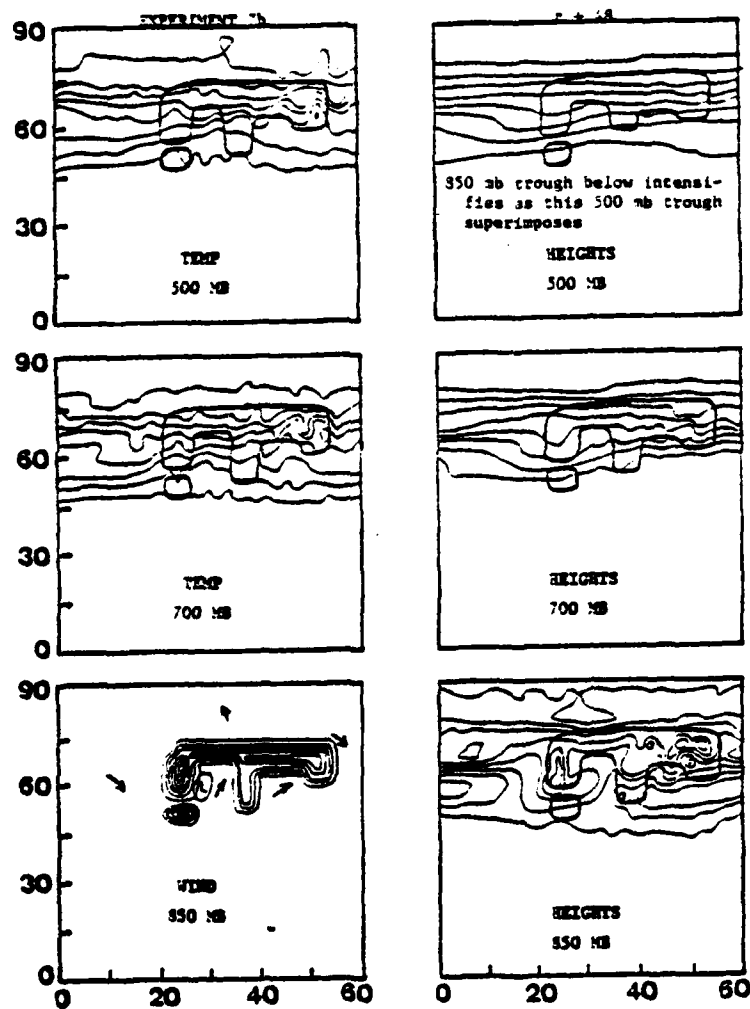 EXPERIMENT
90
60
30
0
TEMP
500 MB
850 mb trough below intensi-
fies as this 500 mb trough
superimposes
HEIGHTS
500 MB
90
60
30
0
TEMP
700 MB
HEIGHTS
700 MB
90
60
30
0
WIND
850 MB
HEIGHTS
850 MB
0 20 40 60
0 20 40 60